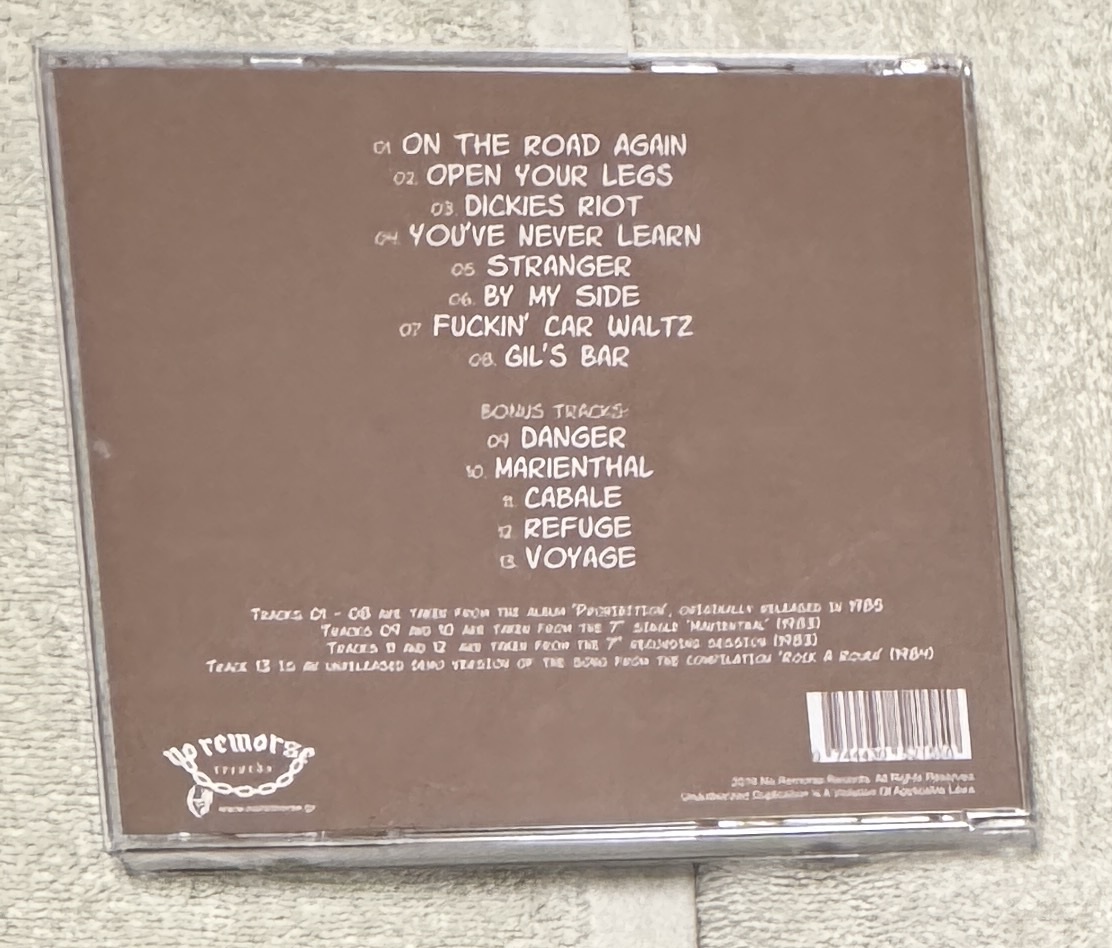 01 ON THE ROAD AGAIN
02. OPEN YOUR LEGS
03. DICKIES RIOT
04. YOU'VE NEVER LEARN
05 STRANGER
06. BY MY SIDE
07 FUCKIN' CAR WALTZ
08. GIL'S BAR
BONUS TRACKS:
09 DANGER
10. MARIENTHAL
11. CABALE
12 REFUGE
13. VOYAGE
TRACKS 01 - 08 ARE TAKEN FROM THE ALBUM 'PROHIBITION', ORIGINALLY RELEASED IN 1985
TRACKS 09 AND 10 ARE TAKEN FROM THE 7" SINGLE 'MARIENTHAL' (1983)
TRACKS 11 AND 12 ARE TAKEN FROM THE 7" RECORDING SESSION (1983)
TRACK 13 IS AN UNRELEASED DEMO VERSION OF THE SONG FROM THE COMPILATION 'ROCK A ROUEN' (1984)
no remorse
records
No Remorse Records. All Rights Reserved.
Unauthorized Duplication Is A Violation Of Applicable Laws